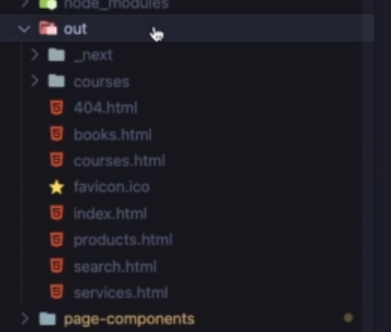 node_modules
out
_next
courses
404.html
books.html
courses.html
favicon.ico
index.html
products.html
search.html
services.html
page-components